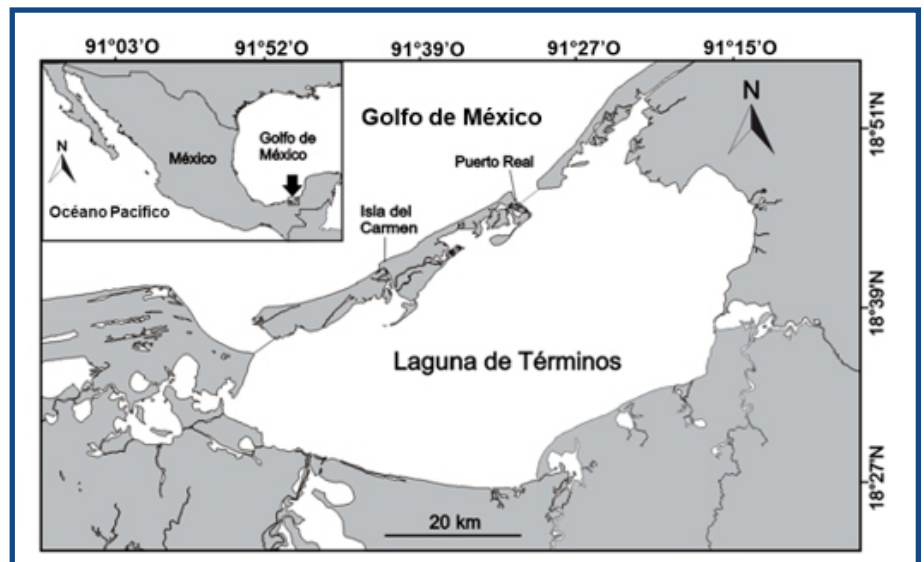 91°03'O
91°52'O
91°39'O
91°27'O
91°15'O
N
Golfo de
México
México
Océano Pacífico
Golfo de México
Puerto Real
Isla del
Carmen
N
18°51'N
18°39'N
Laguna de Términos
18°27'N
20 km